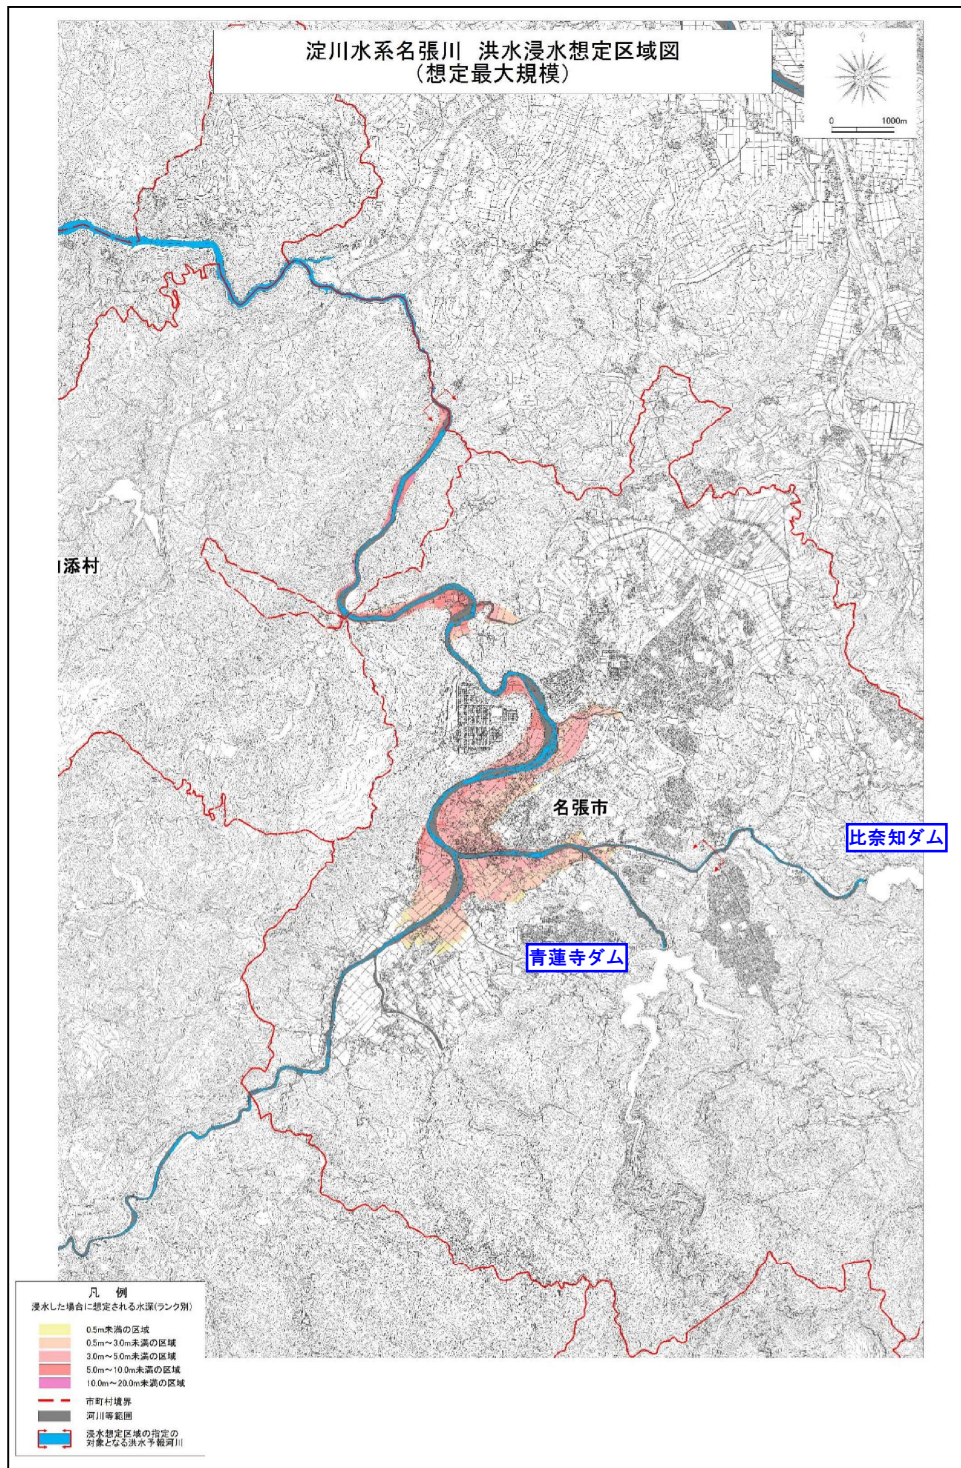 淀川水系名張川 洪水浸水想定区域図
(想定最大規模)
0 1000m
添村
名張市
比奈知ダム
青蓮寺ダム
凡 例
浸水した場合に想定される水深(ランク別)
0.5m未満の区域
0.5m～3.0m未満の区域
3.0m～5.0m未満の区域
5.0m～10.0m未満の区域
10.0m～20.0m未満の区域
市町村境界
河川等範囲
浸水想定区域の指定の
対象となる洪水予報河川